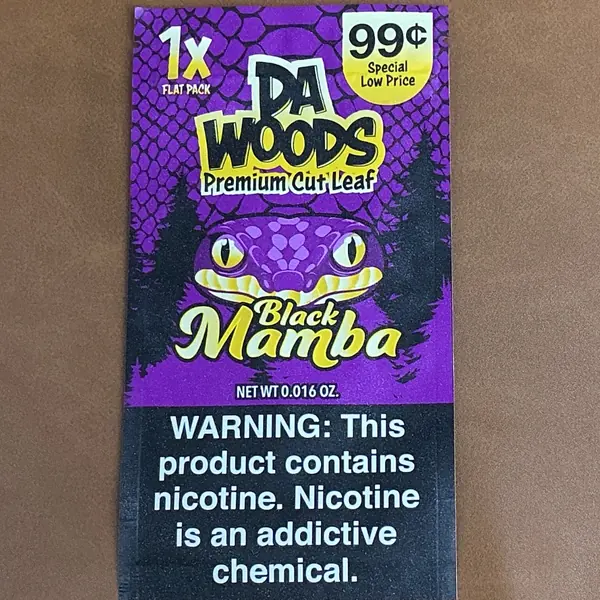 1x
FLAT PACK
99¢
Special
Low Price
DA
WOODS
Premium Cut Leaf
Black
Mamba
NET WT 0.016 OZ.
WARNING: This
product contains
nicotine. Nicotine
is an addictive
chemical.